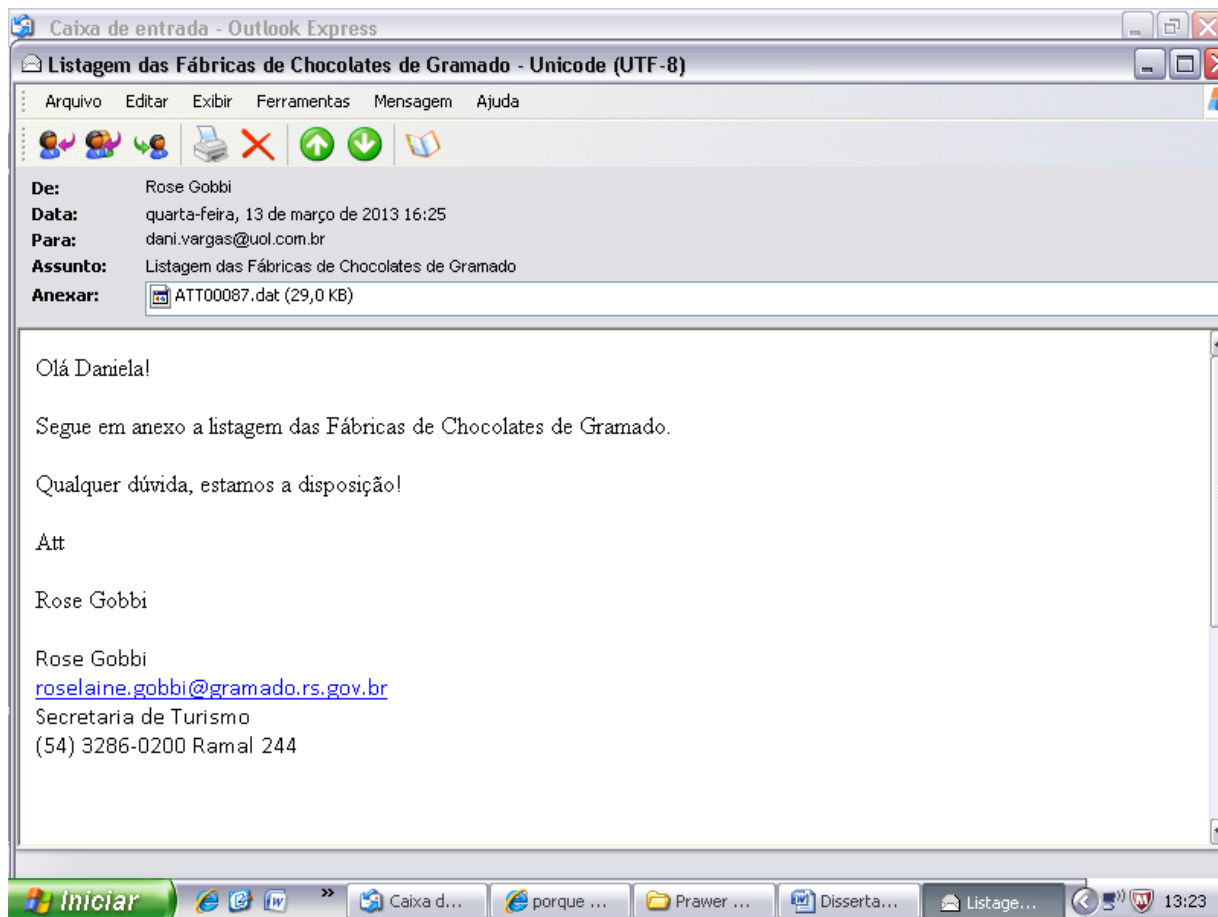 Caixa de entrada - Outlook Express
Listagem das Fábricas de Chocolates de Gramado - Unicode (UTF-8)
Arquivo Editar Exibir Ferramentas Mensagem Ajuda
De: Rose Gobbi
Data: quarta-feira, 13 de março de 2013 16:25
Para: dani.vargas@uol.com.br
Assunto: Listagem das Fábricas de Chocolates de Gramado
Anexar: ATT00087.dat (29,0 KB)
Olá Daniela!
Segue em anexo a listagem das Fábricas de Chocolates de Gramado.
Qualquer dúvida, estamos a disposição!
Att
Rose Gobbi
Rose Gobbi
roselaine.gobbi@gramado.rs.gov.br
Secretaria de Turismo
(54) 3286-0200 Ramal 244
Iniciar » Caixa d... porque ... Prawer ... Disserta... Listage... 13:23